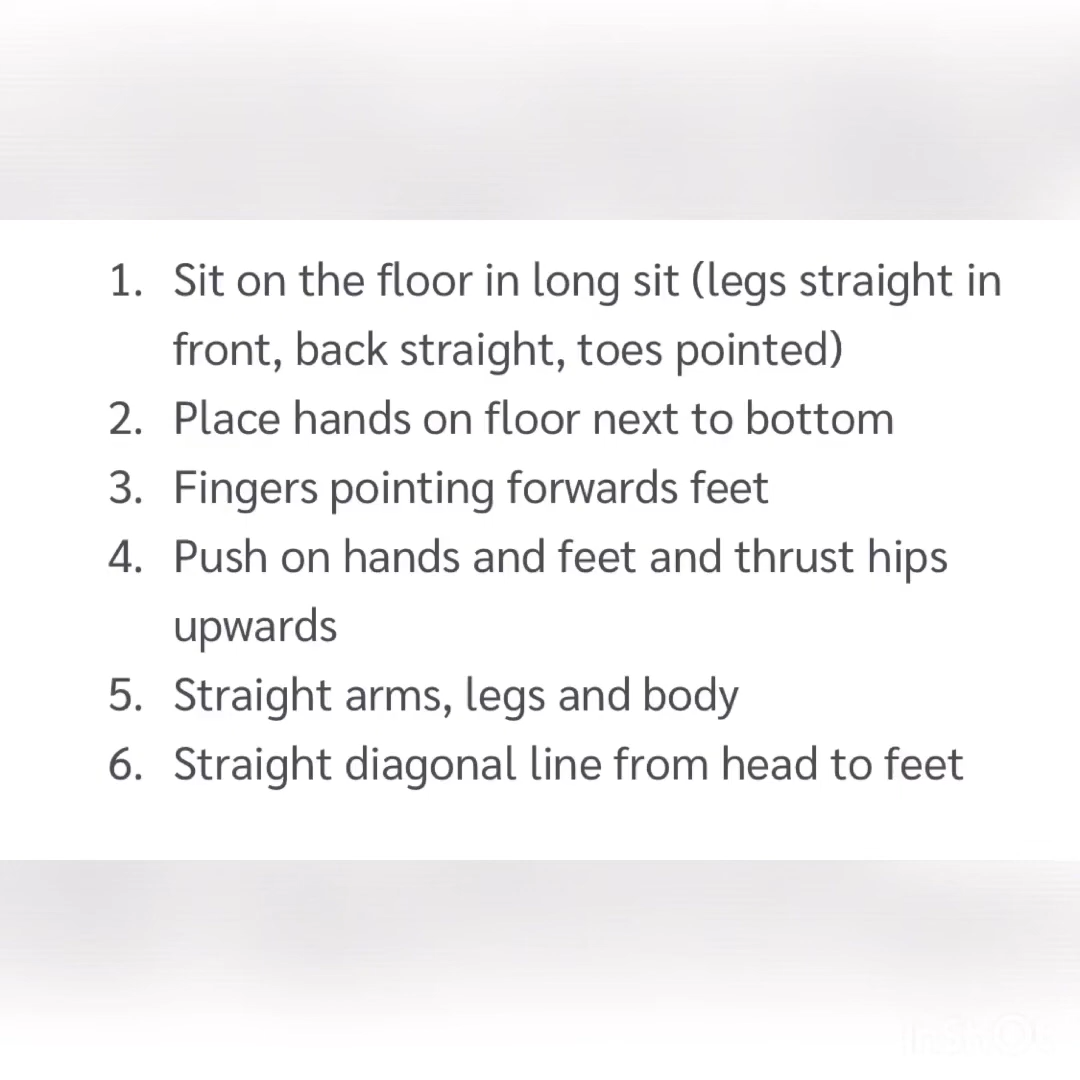 1. Sit on the floor in long sit (legs straight in
front, back straight, toes pointed)
2. Place hands on floor next to bottom
3. Fingers pointing forwards feet
4. Push on hands and feet and thrust hips
upwards
5. Straight arms, legs and body
6. Straight diagonal line from head to feet